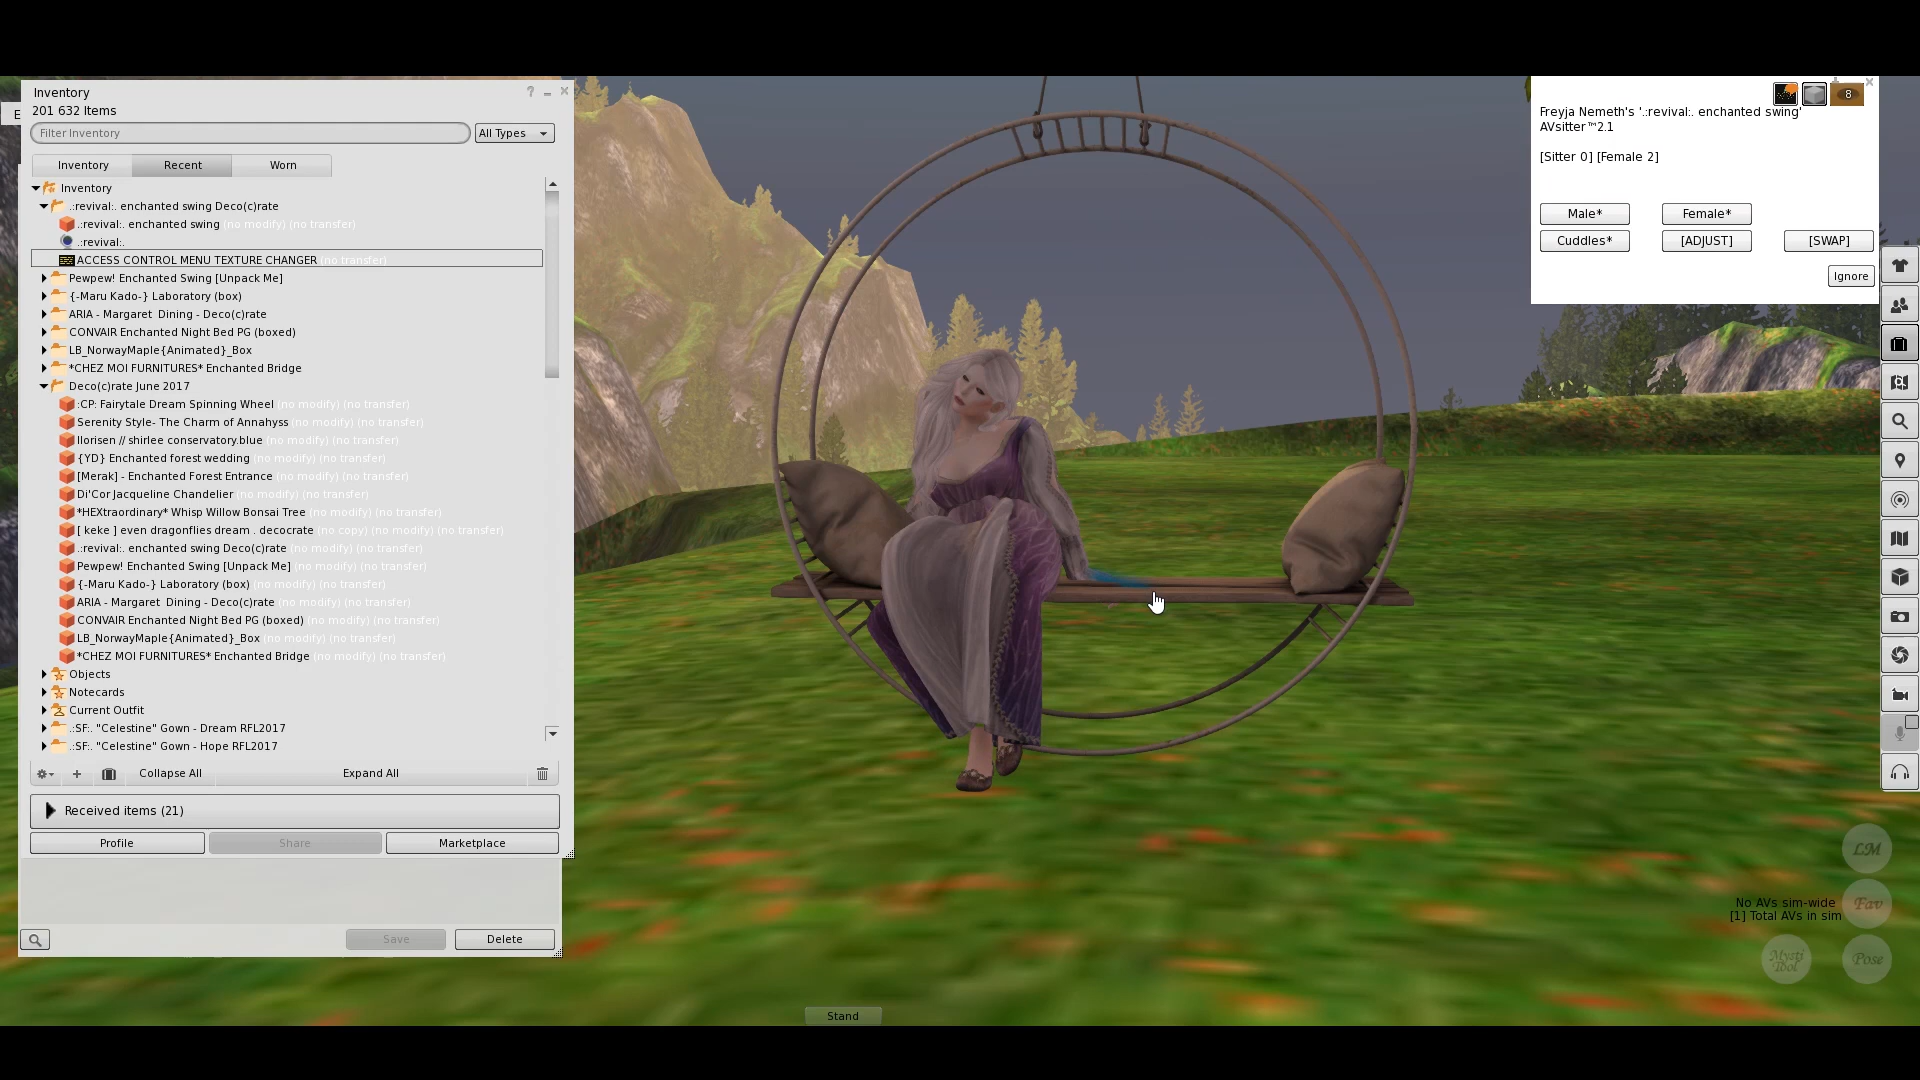 Inventory
201 632 Items
Filter Inventory
All Types
Inventory
Recent
Worn
Inventory
.:revival:. enchanted swing Deco(c)rate
.:revival:. enchanted swing (no modify) (no transfer)
.:revival:.
ACCESS CONTROL MENU TEXTURE CHANGER (no transfer)
Pewpew! Enchanted Swing [Unpack Me]
{-Maru Kado-} Laboratory (box)
ARIA - Margaret Dining - Deco(c)rate
CONVAIR Enchanted Night Bed PG (boxed)
LB_NorwayMaple{Animated}_Box
*CHEZ MOI FURNITURES* Enchanted Bridge
Deco(c)rate June 2017
:CP: Fairytale Dream Spinning Wheel (no modify) (no transfer)
Serenity Style- The Charm of Annahyss (no modify) (no transfer)
llorisen // shirlee conservatory.blue (no modify) (no transfer)
{YD} Enchanted forest wedding (no modify) (no transfer)
[Merak] - Enchanted Forest Entrance (no modify) (no transfer)
Di'Cor Jacqueline Chandelier (no modify) (no transfer)
*HEXtraordinary* Whisp Willow Bonsai Tree (no modify) (no transfer)
[ keke ] even dragonflies dream . decocrate (no copy) (no modify) (no transfer)
.:revival:. enchanted swing Deco(c)rate (no modify) (no transfer)
Pewpew! Enchanted Swing [Unpack Me] (no modify) (no transfer)
{-Maru Kado-} Laboratory (box) (no modify) (no transfer)
ARIA - Margaret Dining - Deco(c)rate (no modify) (no transfer)
CONVAIR Enchanted Night Bed PG (boxed) (no modify) (no transfer)
LB_NorwayMaple{Animated}_Box (no modify) (no transfer)
*CHEZ MOI FURNITURES* Enchanted Bridge (no modify) (no transfer)
Objects
Notecards
Current Outfit
.:SF:. "Celestine" Gown - Dream RFL2017
.:SF:. "Celestine" Gown - Hope RFL2017
Collapse All
Expand All
Received items (21)
Profile
Share
Marketplace
Save
Delete
8
Freyja Nemeth's '.:revival:. enchanted swing'
AVsitter™2.1
[Sitter 0] [Female 2]
Male*
Female*
Cuddles*
[ADJUST]
[SWAP]
Ignore
LM
No AVs sim-wide
[1] Total AVs in sim
Fav
Mysti
Tool
Pose
Stand